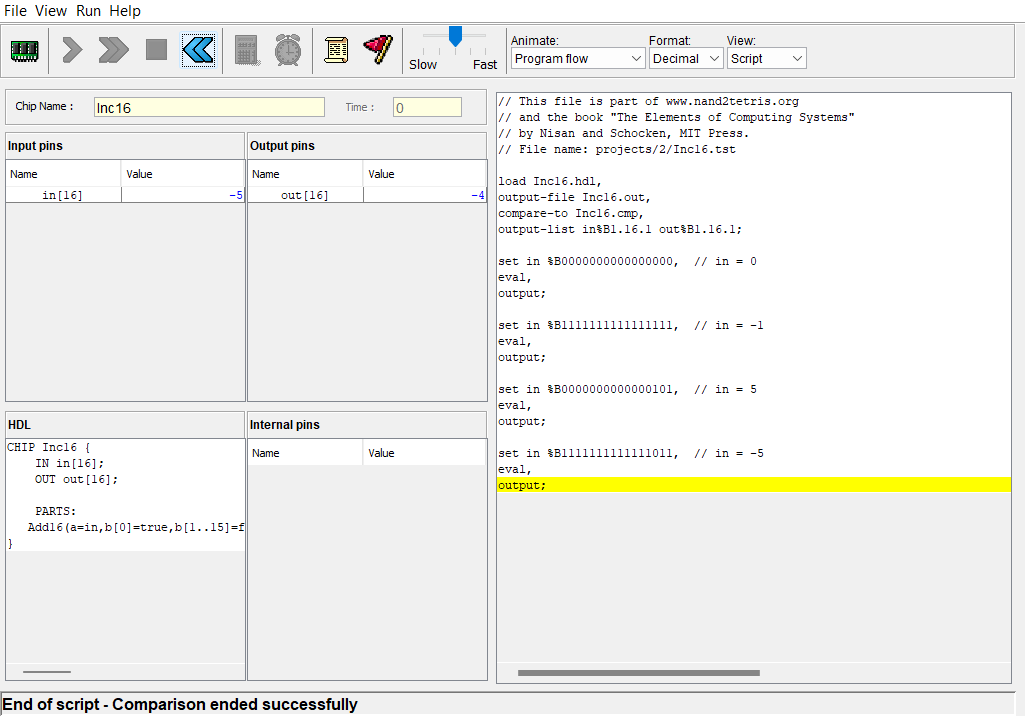 File View Run Help
Slow Fast
Animate: Format: View:
Program flow Decimal Script
Chip Name : Inc16 Time : 0
Input pins
Name Value
in[16] -5
Output pins
Name Value
out[16] -4
HDL
CHIP Inc16 {
IN in[16];
OUT out[16];
PARTS:
Add16(a=in,b[0]=true,b[1..15]=f
}
Internal pins
Name Value
// This file is part of www.nand2tetris.org
// and the book "The Elements of Computing Systems"
// by Nisan and Schocken, MIT Press.
// File name: projects/2/Inc16.tst
load Inc16.hdl,
output-file Inc16.out,
compare-to Inc16.cmp,
output-list in%B1.16.1 out%B1.16.1;
set in %B0000000000000000,  // in = 0
eval,
output;
set in %B1111111111111111,  // in = -1
eval,
output;
set in %B0000000000000101,  // in = 5
eval,
output;
set in %B1111111111111011,  // in = -5
eval,
output;
End of script - Comparison ended successfully